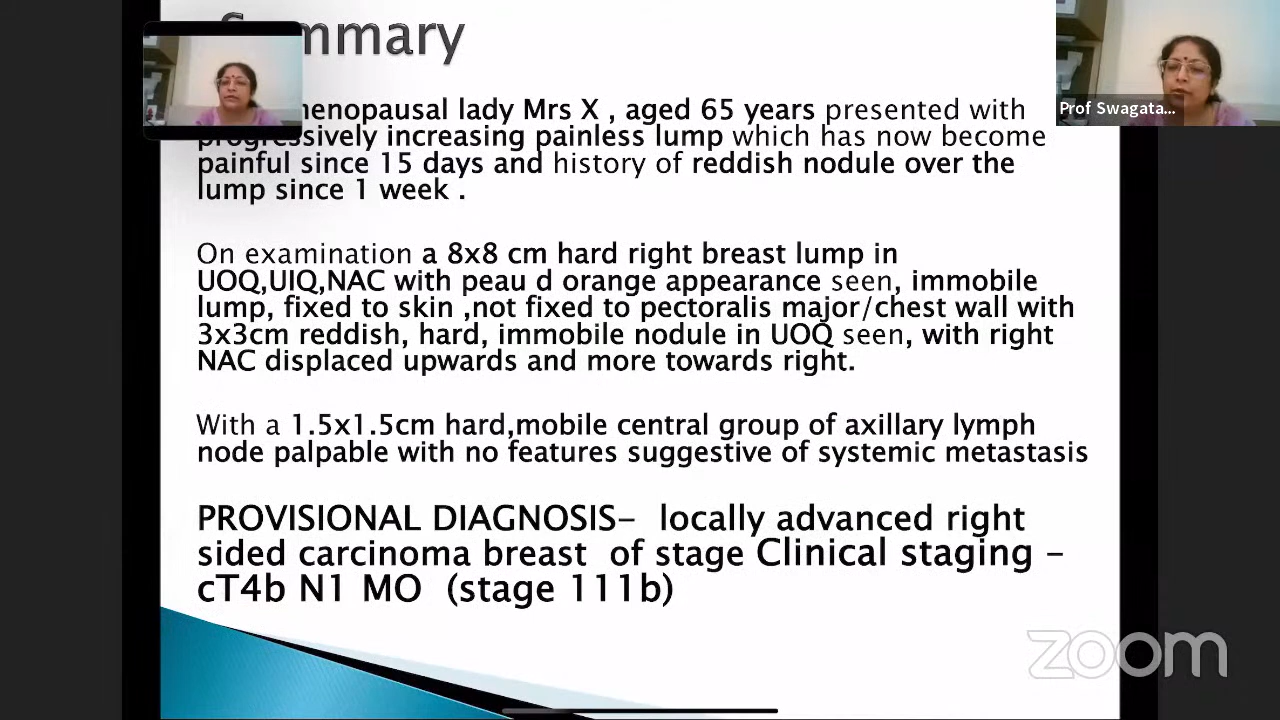 mmary
Prof Swagata...
enopausal lady Mrs X , aged 65 years presented with
progressively increasing painless lump which has now become
painful since 15 days and history of reddish nodule over the
lump since 1 week .
On examination a 8x8 cm hard right breast lump in
UOQ,UIQ,NAC with peau d orange appearance seen, immobile
lump, fixed to skin ,not fixed to pectoralis major/chest wall with
3x3cm reddish, hard, immobile nodule in UOQ seen, with right
NAC displaced upwards and more towards right.
With a 1.5x1.5cm hard,mobile central group of axillary lymph
node palpable with no features suggestive of systemic metastasis
PROVISIONAL DIAGNOSIS- locally advanced right
sided carcinoma breast of stage Clinical staging -
cT4b N1 MO (stage 111b)
zoom